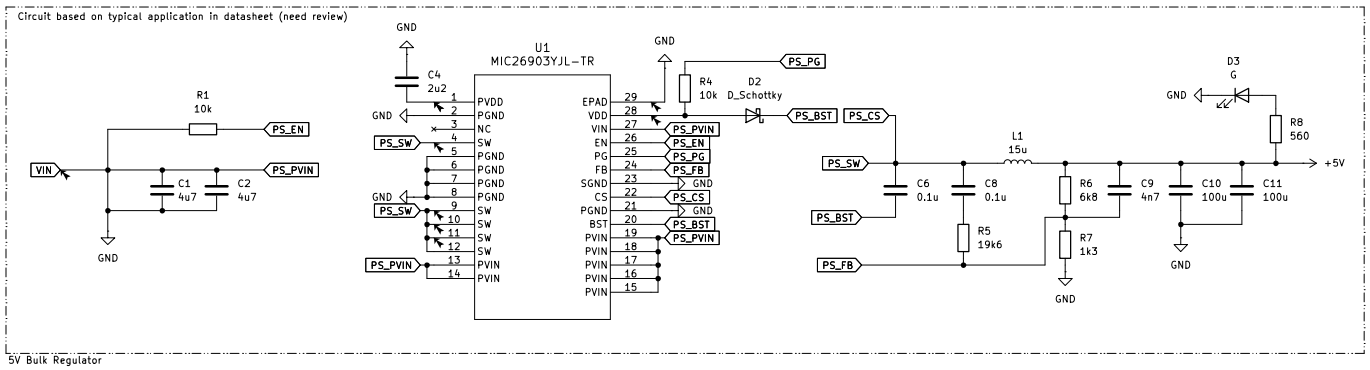 Circuit based on typical application in datasheet (need review)
R1
10k
PS_EN
VIN
PS_PVIN
C1
4u7
C2
4u7
GND
GND
C4
2u2
U1
MIC26903YJL-TR
GND
PS_SW
GND
PS_SW
PS_PVIN
1 PVDD
2 PGND
3 NC
4 SW
5 PGND
6 PGND
7 PGND
8 PGND
9 SW
10 SW
11 SW
12 SW
13 PVIN
14 PVIN
EPAD 29
VDD 28
VIN 27
EN 26
PG 25
FB 24
SGND 23
CS 22
PGND 21
BST 20
PVIN 19
PVIN 18
PVIN 17
PVIN 16
PVIN 15
GND
PS_PG
R4
10k
D2
D_Schottky
PS_BST
PS_PVIN
PS_EN
PS_PG
PS_FB
GND
PS_CS
GND
PS_BST
PS_PVIN
PS_CS
PS_SW
PS_BST
PS_FB
C6
0.1u
C8
0.1u
R5
19k6
L1
15u
R6
6k8
R7
1k3
GND
C9
4n7
C10
100u
C11
100u
GND
D3
G
GND
R8
560
+5V
5V Bulk Regulator